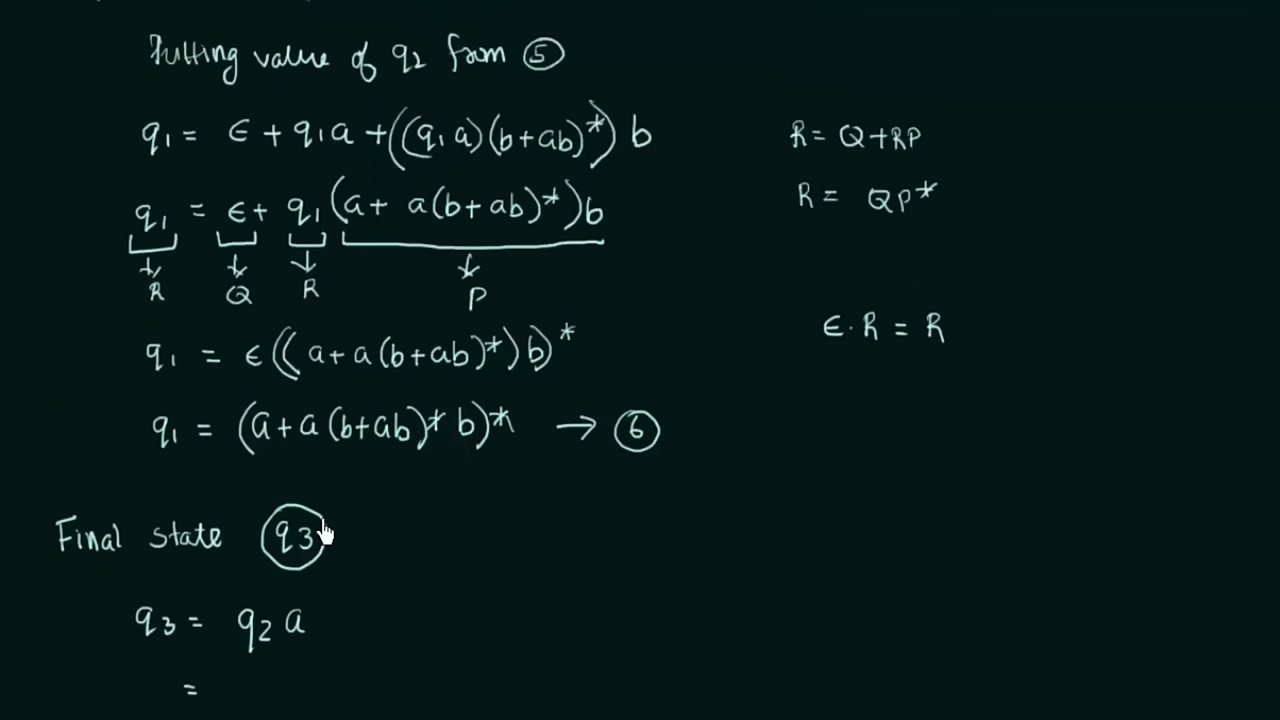 Putting value of q2 from ⑤
q1 = ϵ + q1a + ((q1 a)(b+ab)*) b
R = Q+RP
q1 = ϵ + q1 (a + a(b+ab)*)b
R = QP*
R Q R P
q1 = ϵ((a+a(b+ab)*)b)*
ϵ.R = R
q1 = (a+a(b+ab)* b)* → ⑥
Final state q3
q3 = q2 a
=